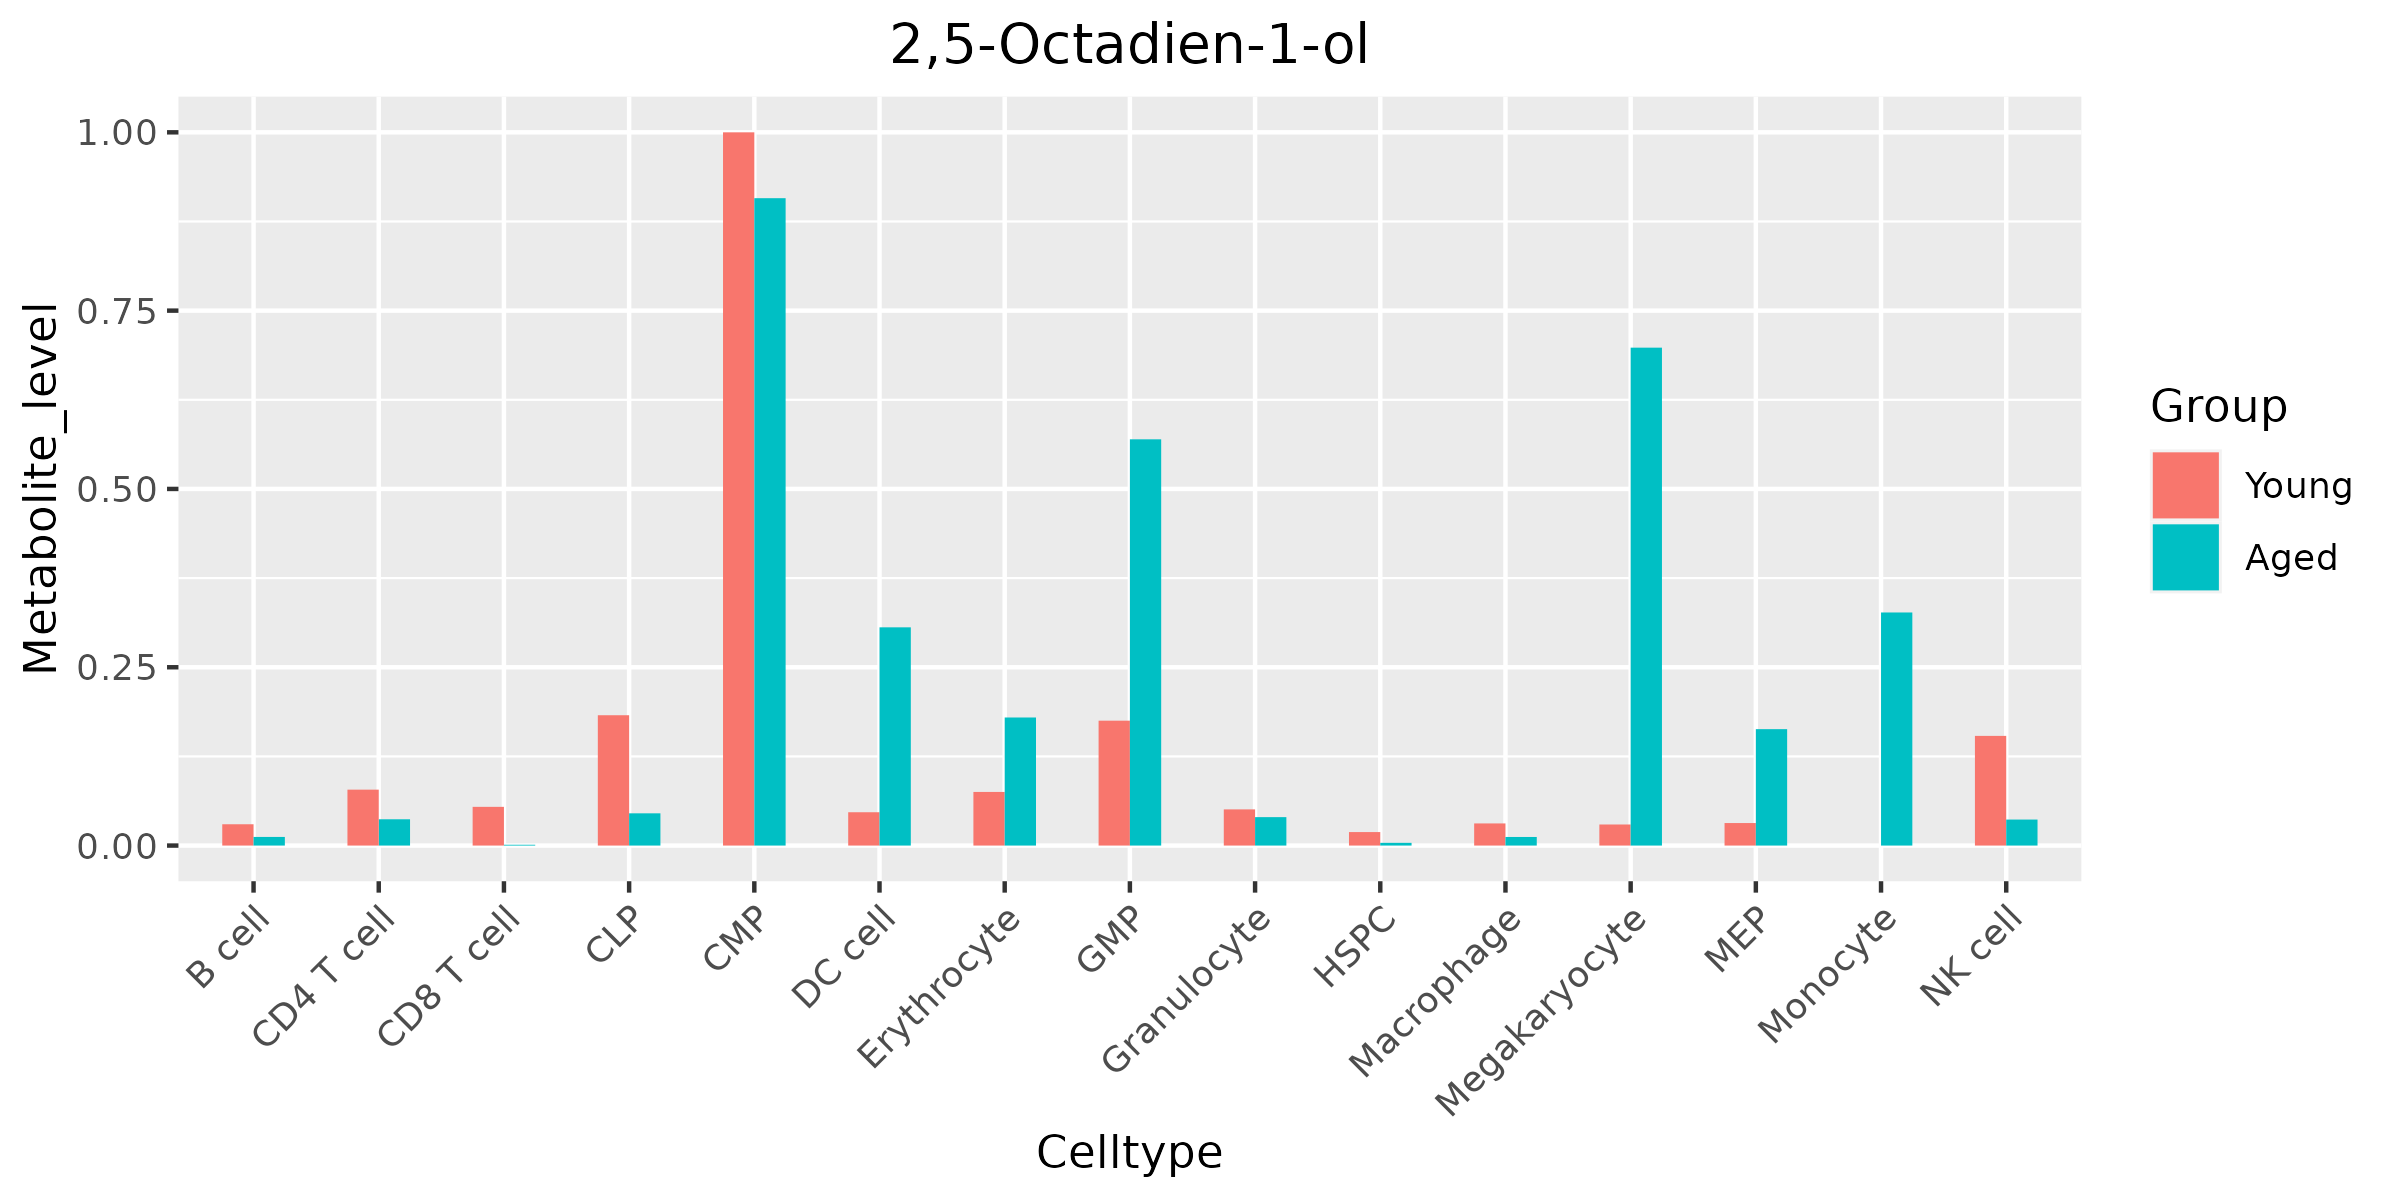 2,5-Octadien-1-ol
Metabolite_level
1.00
0.75
0.50
0.25
0.00
B cell
CD4 T cell
CD8 T cell
CLP
CMP
DC cell
Erythrocyte
GMP
Granulocyte
HSPC
Macrophage
Megakaryocyte
MEP
Monocyte
NK cell
Celltype
Group
Young
Aged